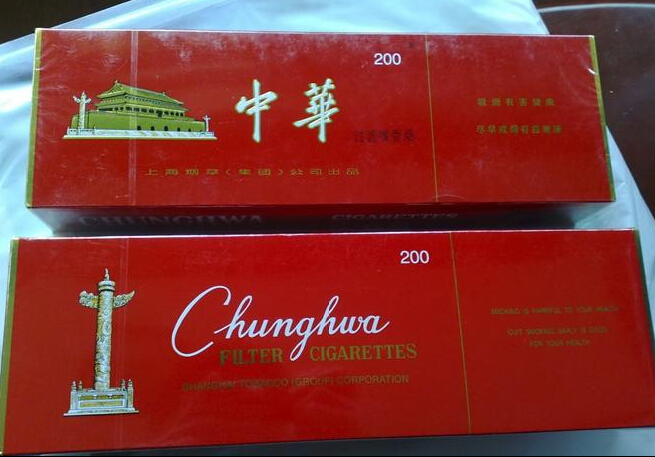 200
中華
吸烟有害健康
尽早戒烟有益健康
上海烟草(集团)公司出品
CHUNGHWA CIGARETTES
200
Chunghwa
FILTER CIGARETTES
SHANGHAI TOBACCO (GROUP) CORPORATION
SMOKING IS HARMFUL TO YOUR HEALTH
QUIT SMOKING EARLY IS GOOD
FOR YOUR HEALTH